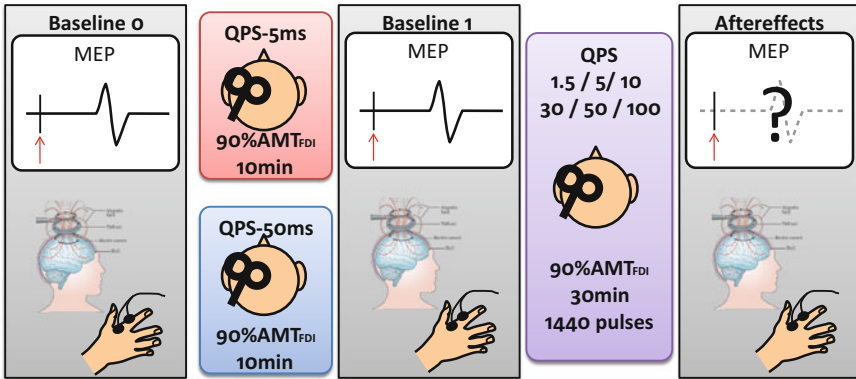 Baseline 0
MEP
QPS-5ms
90%AMTFDI
10min
QPS-50ms
90%AMTFDI
10min
Baseline 1
MEP
QPS
1.5 / 5/ 10
30 / 50 / 100
90%AMTFDI
30min
1440 pulses
Aftereffects
MEP
?